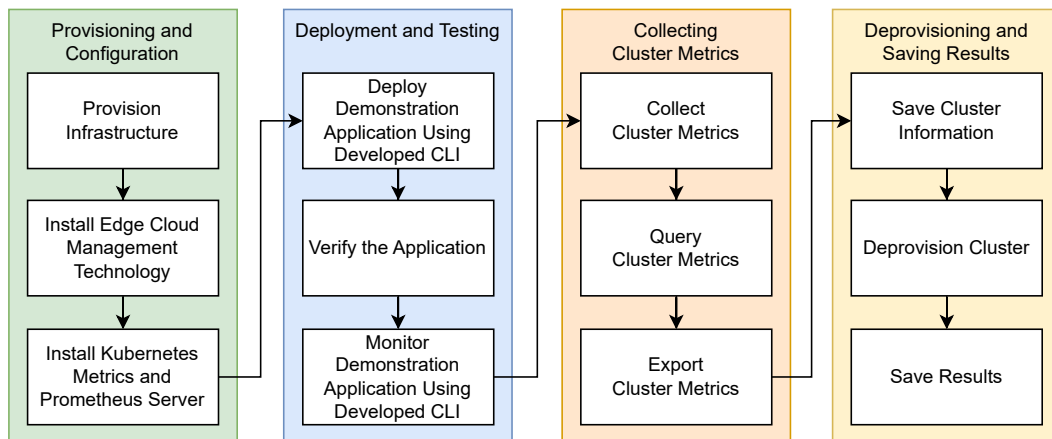 Provisioning and
Configuration
Provision
Infrastructure
Install Edge Cloud
Management
Technology
Install Kubernetes
Metrics and
Prometheus Server
Deployment and Testing
Deploy
Demonstration
Application Using
Developed CLI
Verify the Application
Monitor
Demonstration
Application Using
Developed CLI
Collecting
Cluster Metrics
Collect
Cluster Metrics
Query
Cluster Metrics
Export
Cluster Metrics
Deprovisioning and
Saving Results
Save Cluster
Information
Deprovision Cluster
Save Results